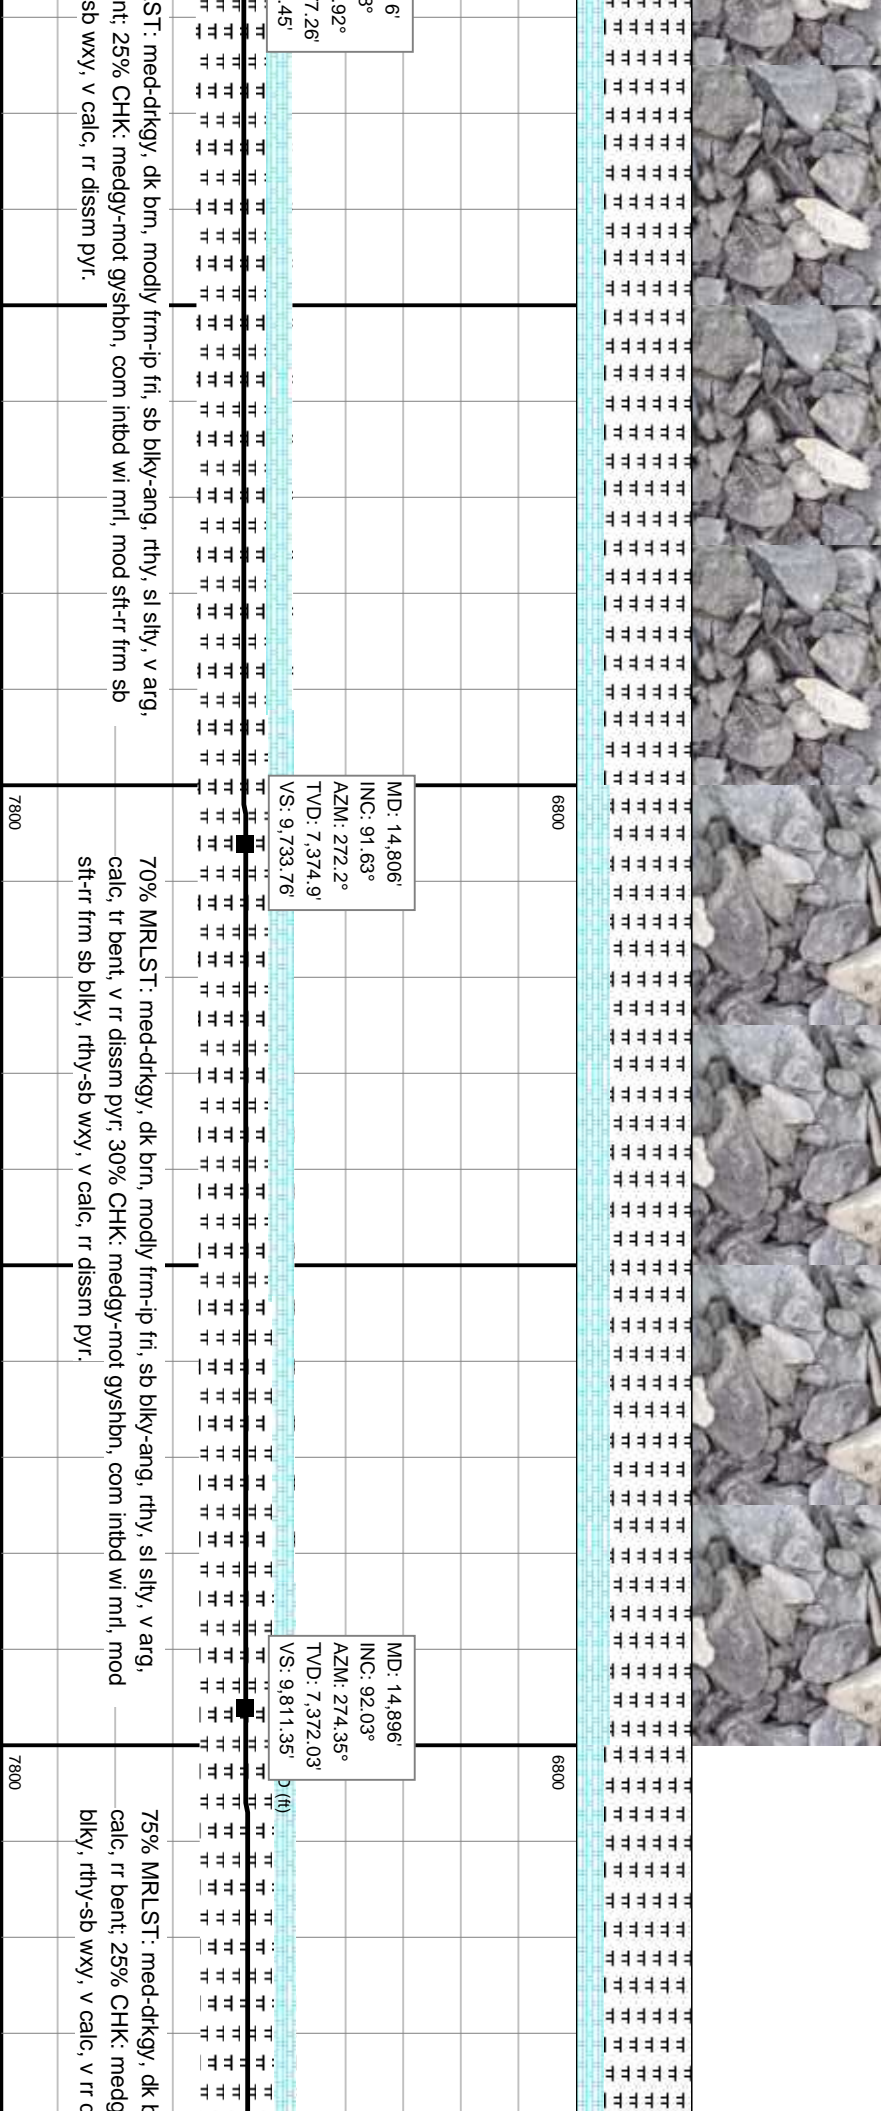 6'
3°
.92°
7.26'
.45'
ST: med-drkgy, dk brn, modly frm-ip fri, sb blky-ang, rthy, sl slty, v arg,
nt; 25% CHK: medgy-mot gyshbn, com intbd wi mrl, mod sft-rr frm sb
sb wxy, v calc, rr dissm pyr.
6800
7800
MD: 14,806'
INC: 91.63°
AZM: 272.2°
TVD: 7,374.9'
VS: 9,733.76'
70% MRLST: med-drkgy, dk brn, modly frm-ip fri, sb blky-ang, rthy, sl slty, v arg,
calc, tr bent, v rr dissm pyr; 30% CHK: medgy-mot gyshbn, com intbd wi mrl, mod
sft-rr frm sb blky, rthy-sb wxy, v calc, rr dissm pyr.
MD: 14,896'
INC: 92.03°
AZM: 274.35°
TVD: 7,372.03'
VS: 9,811.35'
6800
7800
(ft)
75% MRLST: med-drkgy, dk b
calc, rr bent; 25% CHK: medg
blky, rthy-sb wxy, v calc, v rr d